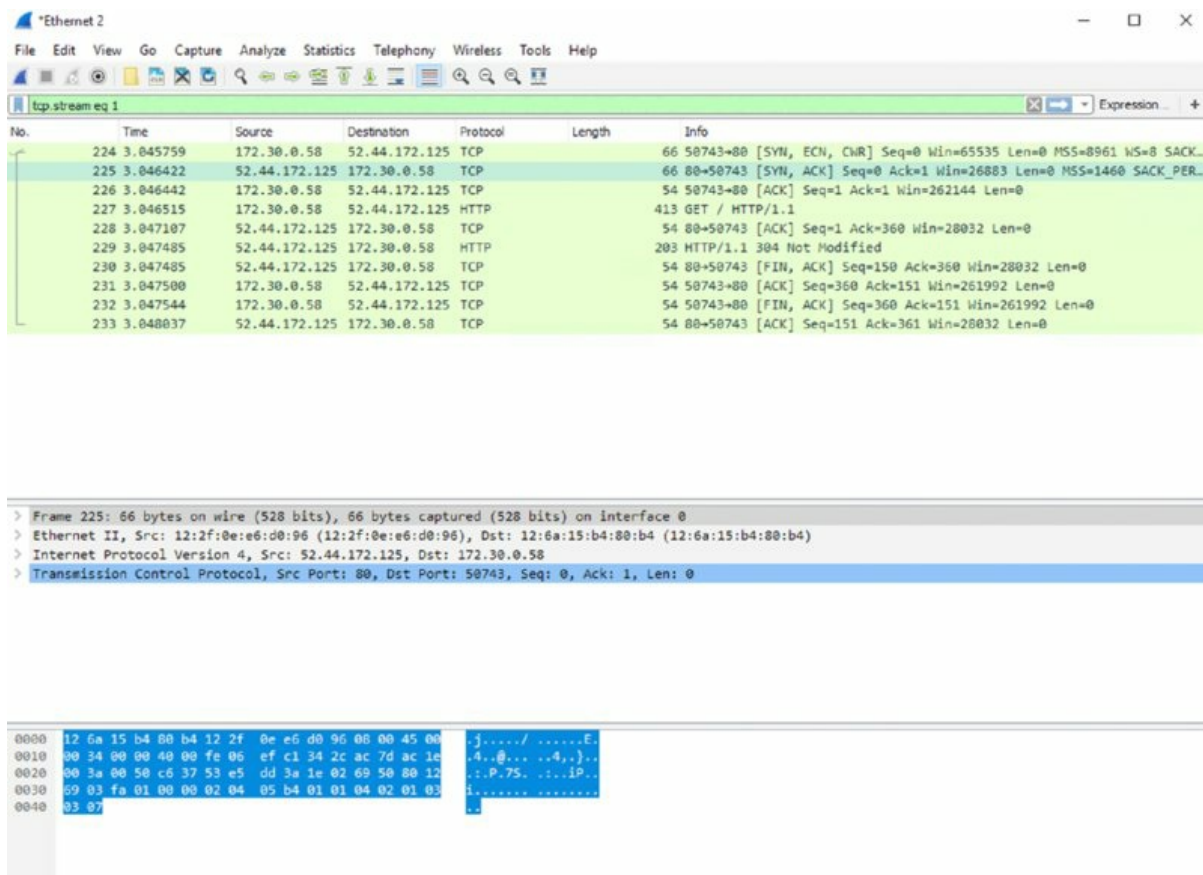 *Ethernet 2
File Edit View Go Capture Analyze Statistics Telephony Wireless Tools Help
tcp.stream eq 1 Expression... +
No. Time Source Destination Protocol Length Info
224 3.045759 172.30.0.58 52.44.172.125 TCP 66 50743→80 [SYN, ECN, CWR] Seq=0 Win=65535 Len=0 MSS=8961 WS=8 SACK…
225 3.046422 52.44.172.125 172.30.0.58 TCP 66 80→50743 [SYN, ACK] Seq=0 Ack=1 Win=26883 Len=0 MSS=1460 SACK_PER…
226 3.046442 172.30.0.58 52.44.172.125 TCP 54 50743→80 [ACK] Seq=1 Ack=1 Win=262144 Len=0
227 3.046515 172.30.0.58 52.44.172.125 HTTP 413 GET / HTTP/1.1
228 3.047107 52.44.172.125 172.30.0.58 TCP 54 80→50743 [ACK] Seq=1 Ack=360 Win=28032 Len=0
229 3.047485 52.44.172.125 172.30.0.58 HTTP 203 HTTP/1.1 304 Not Modified
230 3.047485 52.44.172.125 172.30.0.58 TCP 54 80→50743 [FIN, ACK] Seq=150 Ack=360 Win=28032 Len=0
231 3.047500 172.30.0.58 52.44.172.125 TCP 54 50743→80 [ACK] Seq=360 Ack=151 Win=261992 Len=0
232 3.047544 172.30.0.58 52.44.172.125 TCP 54 50743→80 [FIN, ACK] Seq=360 Ack=151 Win=261992 Len=0
233 3.048037 52.44.172.125 172.30.0.58 TCP 54 80→50743 [ACK] Seq=151 Ack=361 Win=28032 Len=0
> Frame 225: 66 bytes on wire (528 bits), 66 bytes captured (528 bits) on interface 0
> Ethernet II, Src: 12:2f:0e:e6:d0:96 (12:2f:0e:e6:d0:96), Dst: 12:6a:15:b4:80:b4 (12:6a:15:b4:80:b4)
> Internet Protocol Version 4, Src: 52.44.172.125, Dst: 172.30.0.58
> Transmission Control Protocol, Src Port: 80, Dst Port: 50743, Seq: 0, Ack: 1, Len: 0
0000 12 6a 15 b4 80 b4 12 2f 0e e6 d0 96 08 00 45 00 .j...../ ......E.
0010 00 34 00 00 40 00 fe 06 ef c1 34 2c ac 7d ac 1e .4..@... ..4,.}..
0020 00 3a 00 50 c6 37 53 e5 dd 3a 1e 02 69 50 80 12 .:.P.7S. .:..iP..
0030 69 03 fa 01 00 00 02 04 05 b4 01 01 04 02 01 03 i....... ........
0040 03 07 ..